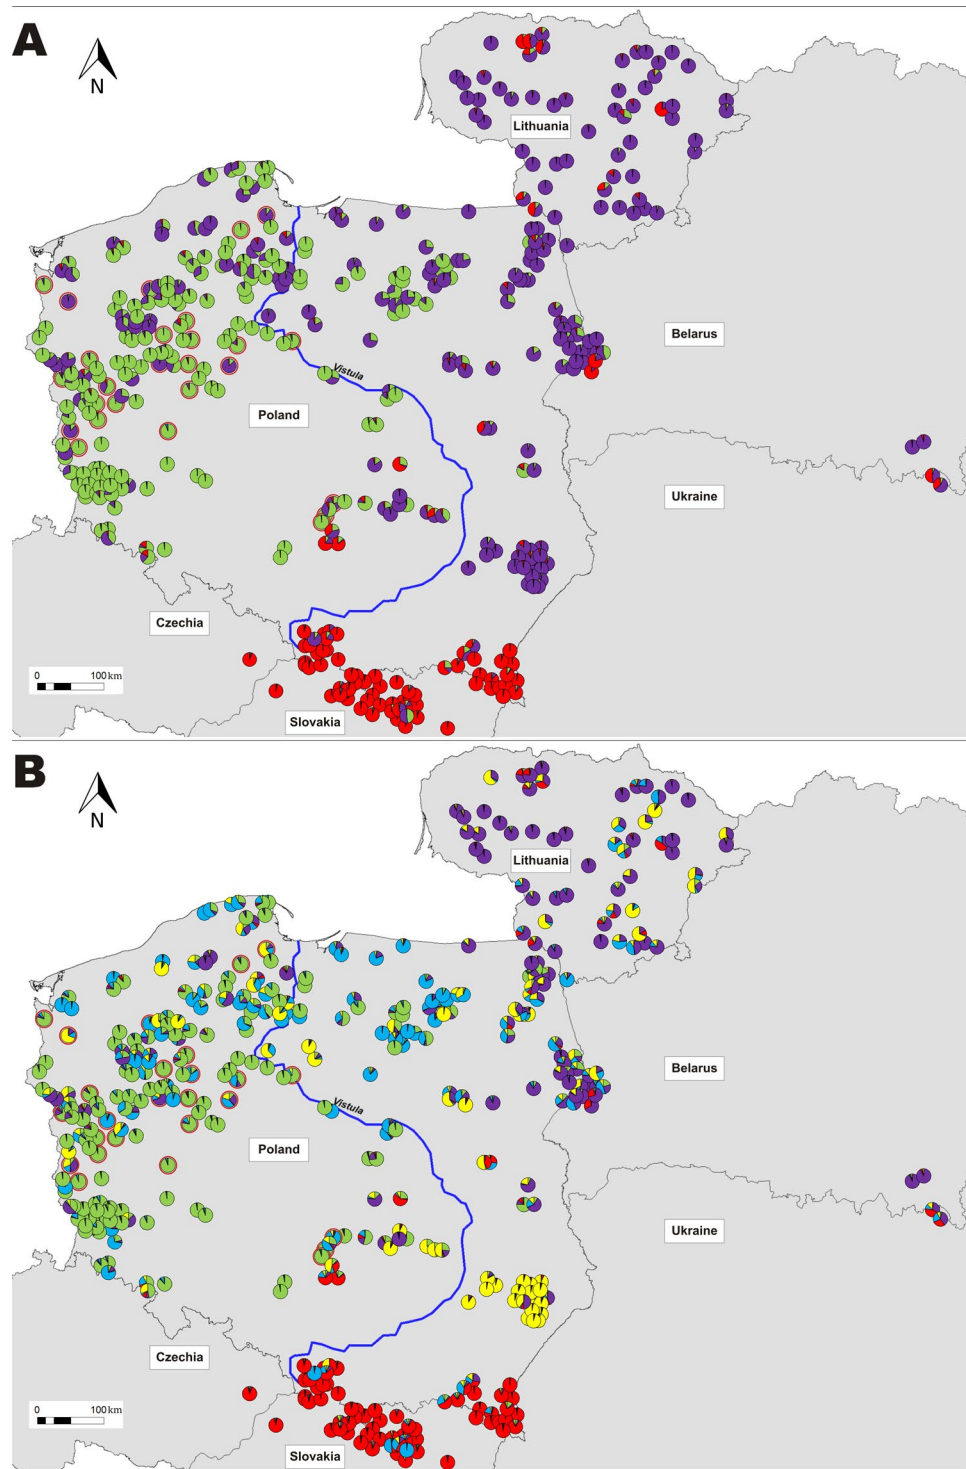 A
N
Lithuania
Belarus
Vistula
Poland
Ukraine
Czechia
0 100 km
Slovakia
B
N
Lithuania
Belarus
Vistula
Poland
Ukraine
Czechia
0 100 km
Slovakia